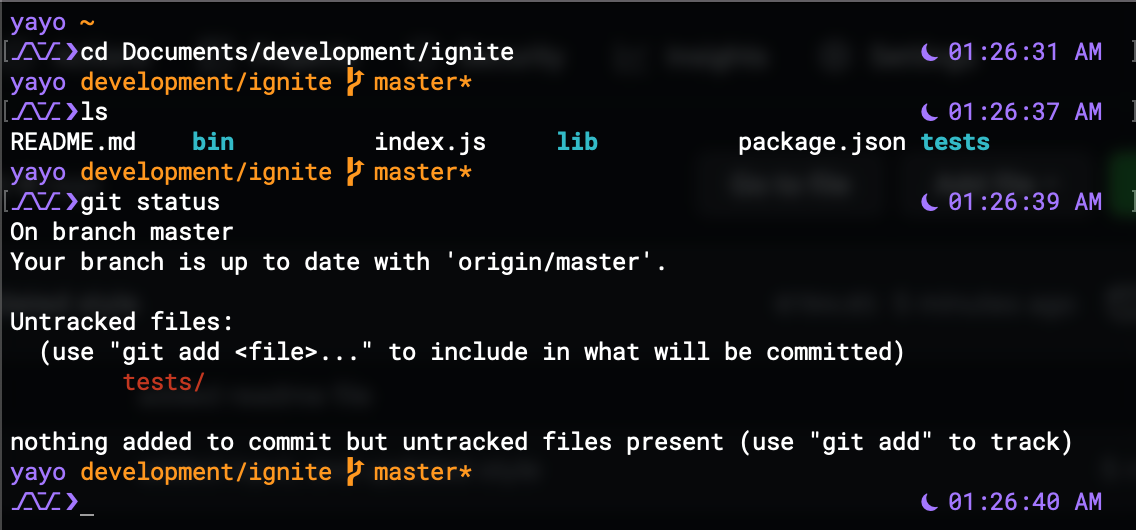 yayo ~
cd Documents/development/ignite 01:26:31 AM
yayo development/ignite master*
ls 01:26:37 AM
README.md bin index.js lib package.json tests
yayo development/ignite master*
git status 01:26:39 AM
On branch master
Your branch is up to date with 'origin/master'.
Untracked files:
(use "git add <file>..." to include in what will be committed)
tests/
nothing added to commit but untracked files present (use "git add" to track)
yayo development/ignite master*
_ 01:26:40 AM